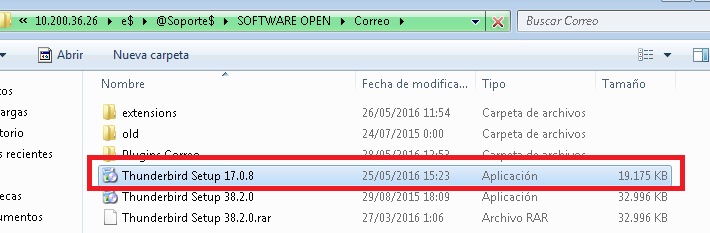 « 10.200.36.26 ▸ e$ ▸ @Soporte$ ▸ SOFTWARE OPEN ▸ Correo ▸
Buscar Correo
Abrir Nueva carpeta
Nombre Fecha de modifica... Tipo Tamaño
extensions 26/05/2016 11:54 Carpeta de archivos
old 24/07/2015 0:00 Carpeta de archivos
Plugins Correo 28/05/2016 12:53 Carpeta de archivos
Thunderbird Setup 17.0.8 25/05/2016 15:23 Aplicación 19.175 KB
Thunderbird Setup 38.2.0 29/08/2015 18:09 Aplicación 32.996 KB
Thunderbird Setup 38.2.0.rar 27/03/2016 1:06 Archivo RAR 32.996 KB
os
argas
torio
s recientes
ecas
umentos